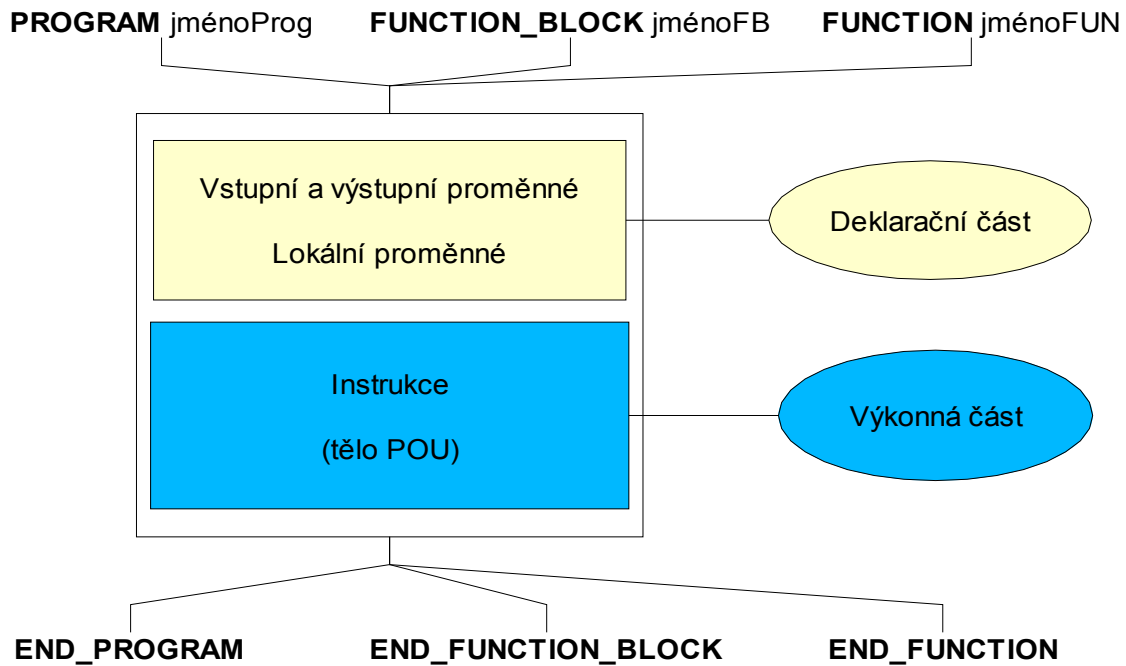 PROGRAM jménoProg FUNCTION_BLOCK jménoFB FUNCTION jménoFUN
Vstupní a výstupní proměnné
Lokální proměnné
Deklarační část
Instrukce
(tělo POU)
Výkonná část
END_PROGRAM END_FUNCTION_BLOCK END_FUNCTION